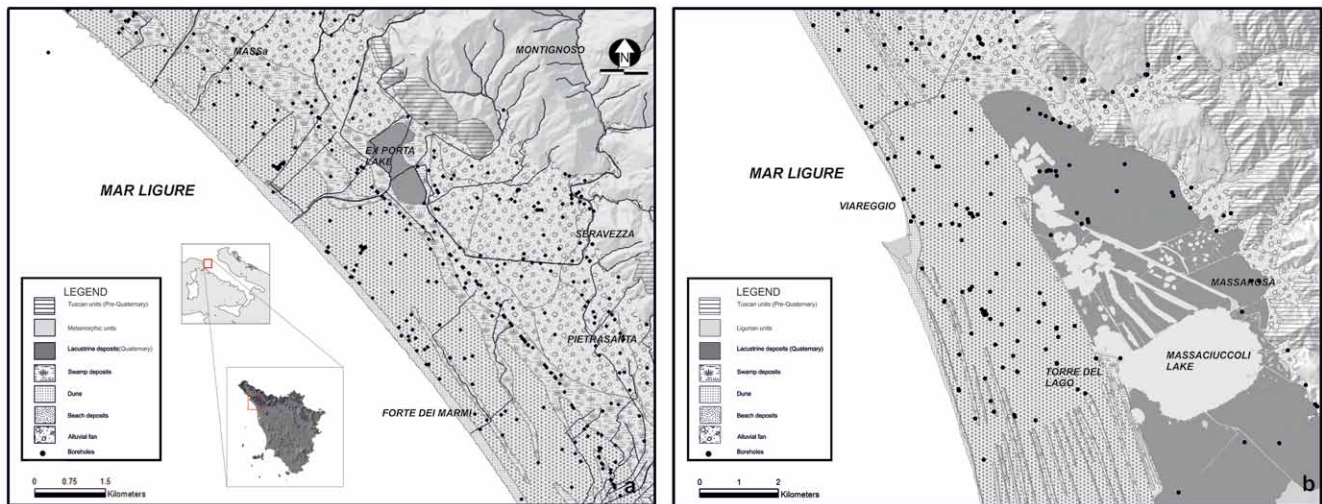 MASSa
MONTIGNOSO
N
EX PORTA
LAKE
MAR LIGURE
SERAVEZZA
PIETRASANTA
FORTE DEI MARMI
LEGEND
Tuscan units (Pre-Quaternary)
Metamorphic units
Lacustrine deposits(Quaternary)
Swamp deposits
Dune
Beach deposits
Alluvial fan
Boreholes
0 0.75 1.5
Kilometers
a
MAR LIGURE
VIAREGGIO
MASSAROSA
MASSACIUCCOLI
LAKE
TORRE DEL
LAGO
LEGEND
Tuscan units (Pre-Quaternary)
Ligurian units
Lacustrine deposits (Quaternary)
Swamp deposits
Dune
Beach deposits
Alluvial fan
Boreholes
0 1 2
Kilometers
b